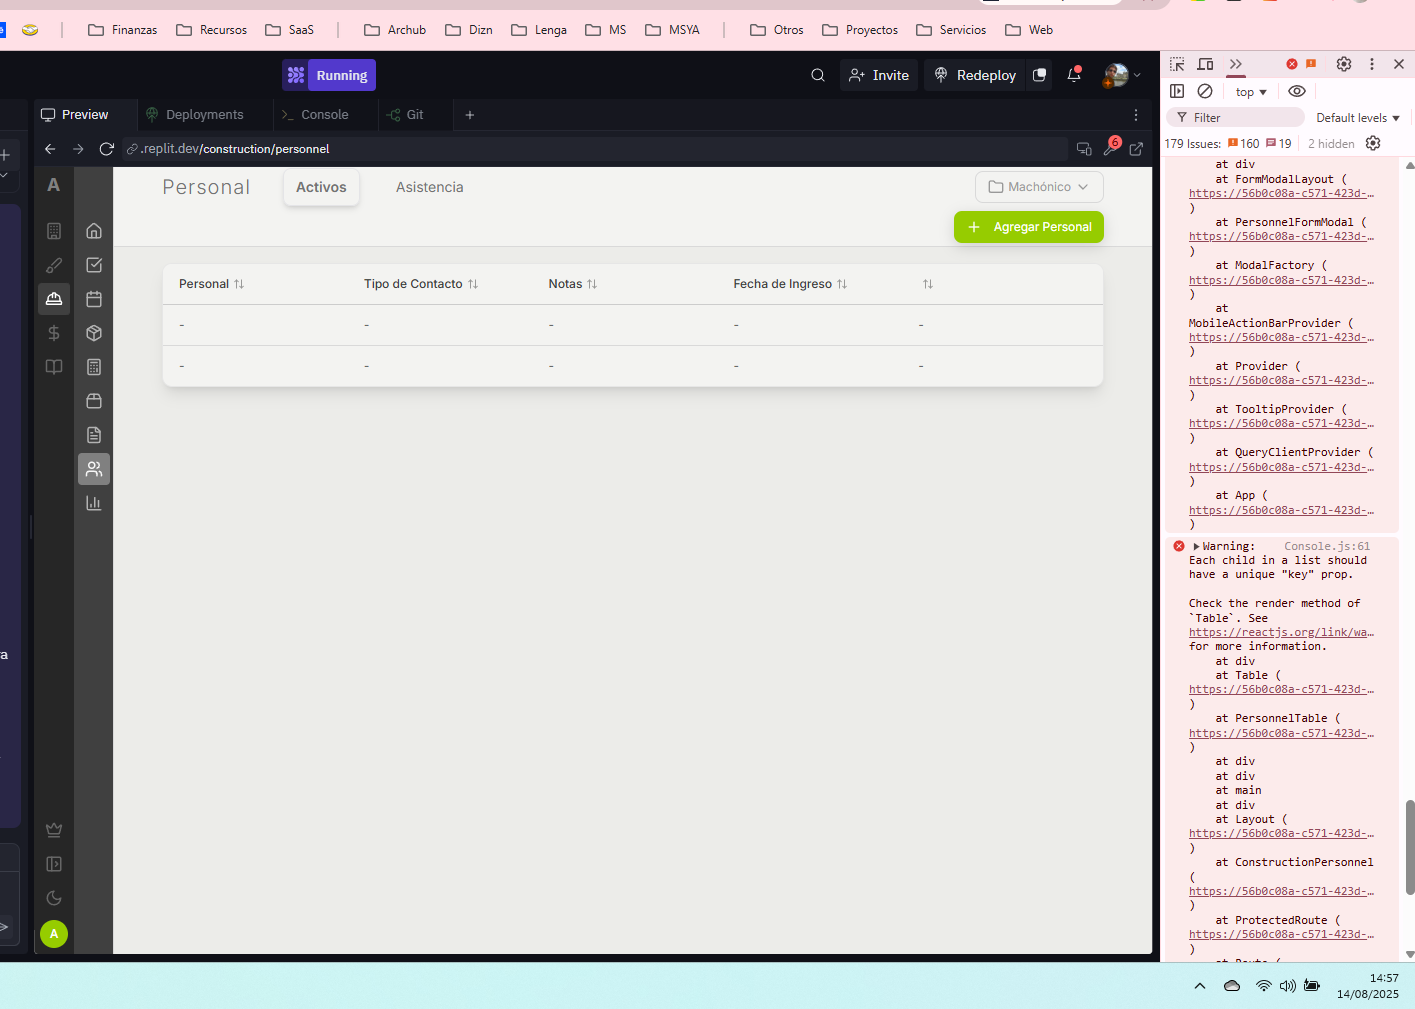 Finanzas
Recursos
SaaS
Archub
Dizn
Lenga
MS
MSYA
Otros
Proyectos
Servicios
Web
Running
Invite
Redeploy
Preview
Deployments
Console
Git
.replit.dev/construction/personnel
6
A
Personal
Activos
Asistencia
Machónico
+ Agregar Personal
Personal
Tipo de Contacto
Notas
Fecha de Ingreso
- - - - -
- - - - -
A
top
Filter
Default levels
179 Issues: 160 19 2 hidden
at div
at FormModalLayout (
https://56b0c08a-c571-423d-…
)
at PersonnelFormModal (
https://56b0c08a-c571-423d-…
)
at ModalFactory (
https://56b0c08a-c571-423d-…
)
at
MobileActionBarProvider (
https://56b0c08a-c571-423d-…
)
at Provider (
https://56b0c08a-c571-423d-…
)
at TooltipProvider (
https://56b0c08a-c571-423d-…
)
at QueryClientProvider (
https://56b0c08a-c571-423d-…
)
at App (
https://56b0c08a-c571-423d-…
)
Warning: Console.js:61
Each child in a list should
have a unique "key" prop.
Check the render method of
`Table`. See
https://reactjs.org/link/wa…
for more information.
at div
at Table (
https://56b0c08a-c571-423d-…
)
at PersonnelTable (
https://56b0c08a-c571-423d-…
)
at div
at div
at main
at div
at Layout (
https://56b0c08a-c571-423d-…
)
at ConstructionPersonnel
(
https://56b0c08a-c571-423d-…
)
at ProtectedRoute (
https://56b0c08a-c571-423d-…
)
at Route (
14:57
14/08/2025